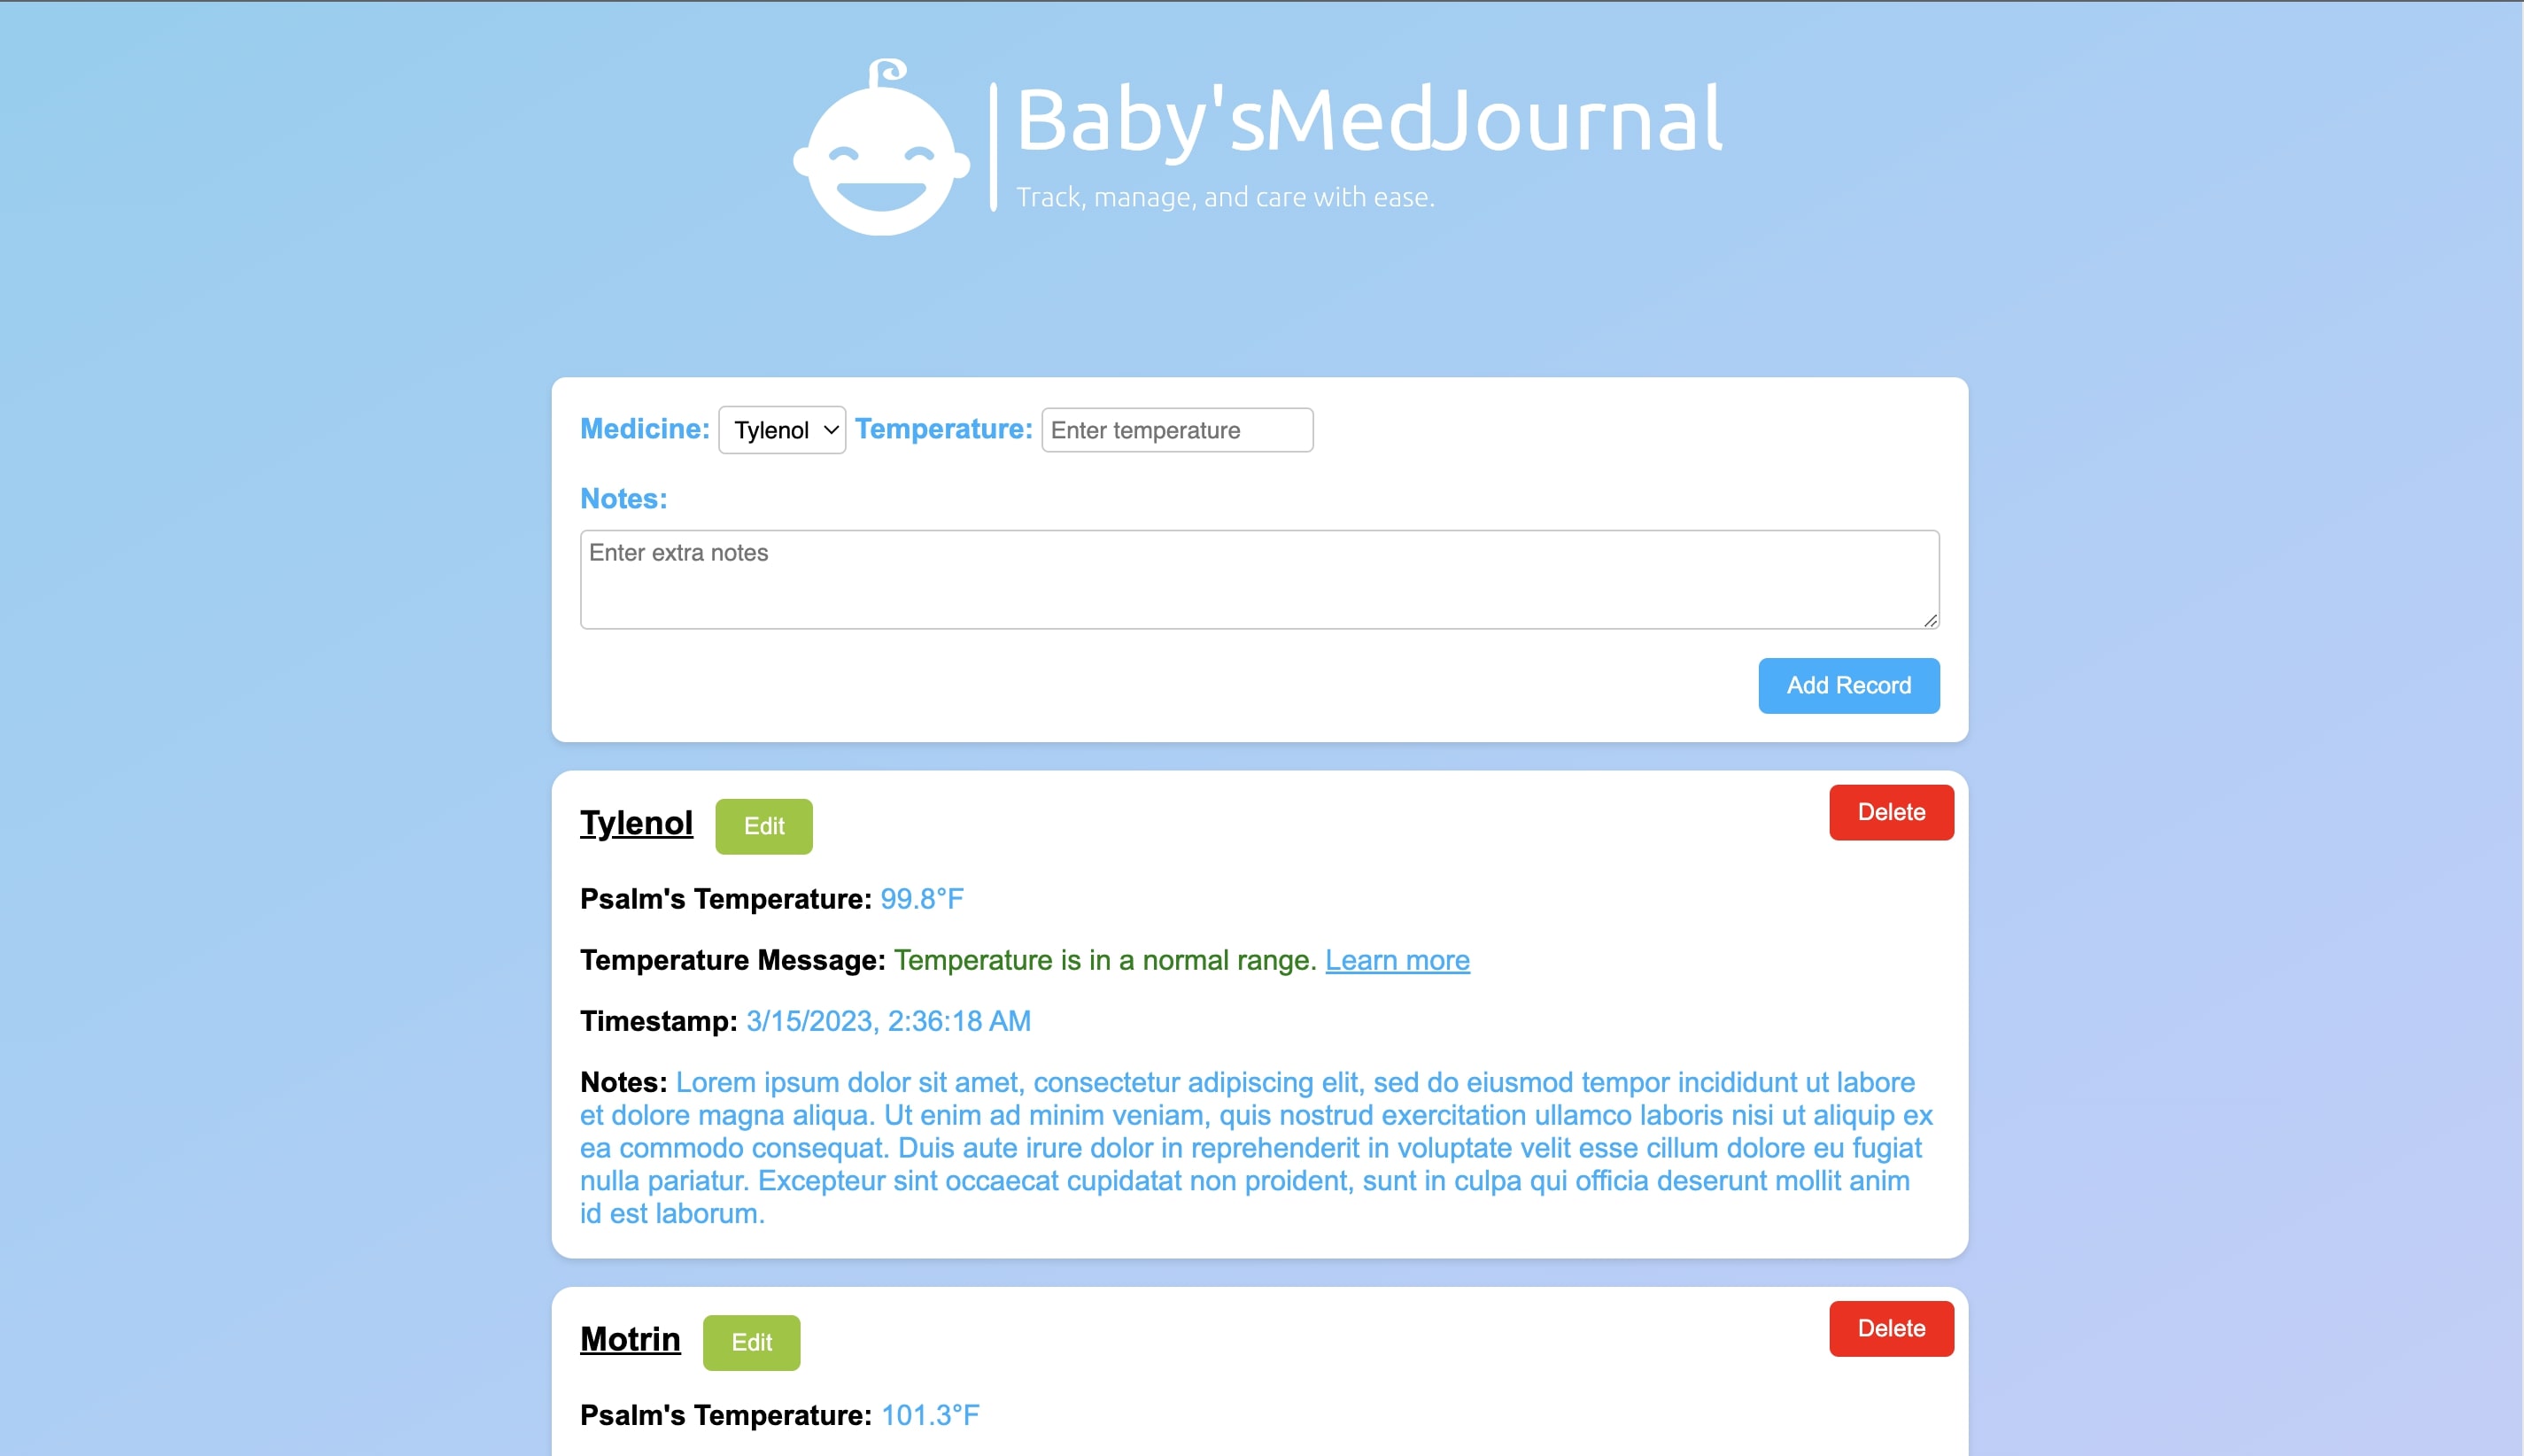 Baby'sMedJournal
Track, manage, and care with ease.
Medicine: Tylenol Temperature: Enter temperature
Notes:
Enter extra notes
Add Record
Tylenol Edit Delete
Psalm's Temperature: 99.8°F
Temperature Message: Temperature is in a normal range. Learn more
Timestamp: 3/15/2023, 2:36:18 AM
Notes: Lorem ipsum dolor sit amet, consectetur adipiscing elit, sed do eiusmod tempor incididunt ut labore
et dolore magna aliqua. Ut enim ad minim veniam, quis nostrud exercitation ullamco laboris nisi ut aliquip ex
ea commodo consequat. Duis aute irure dolor in reprehenderit in voluptate velit esse cillum dolore eu fugiat
nulla pariatur. Excepteur sint occaecat cupidatat non proident, sunt in culpa qui officia deserunt mollit anim
id est laborum.
Motrin Edit Delete
Psalm's Temperature: 101.3°F